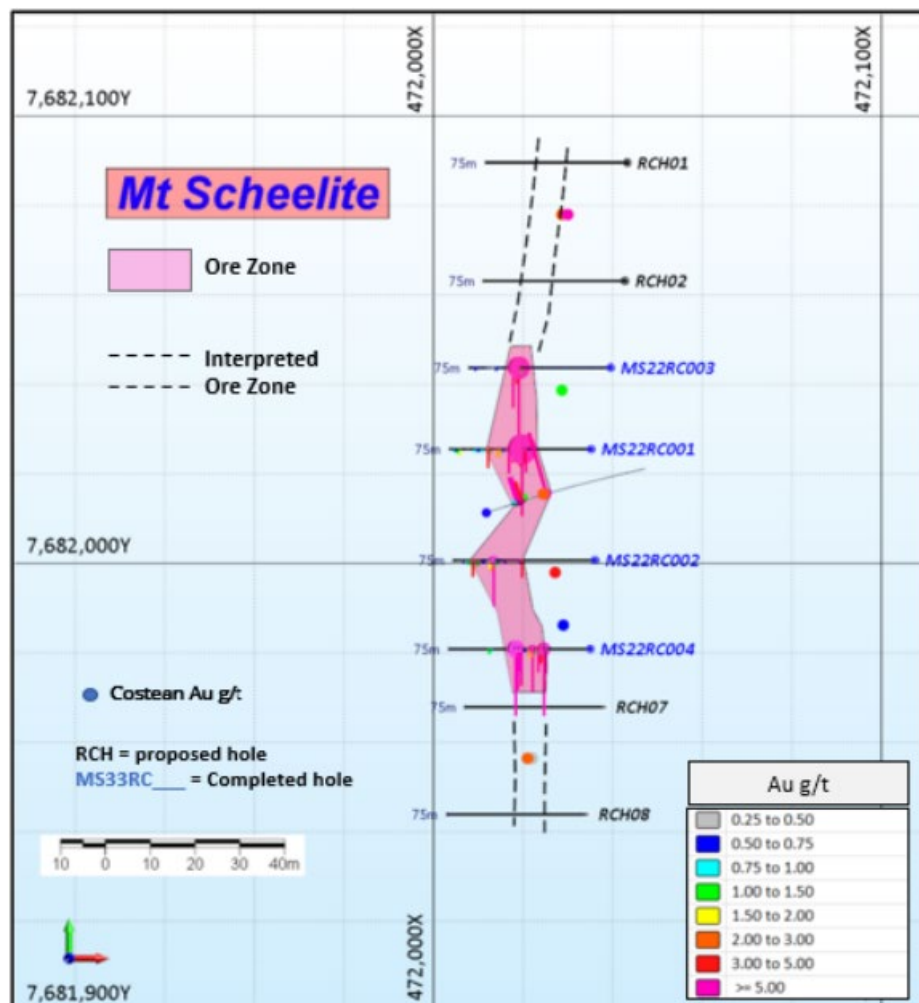 472,000X
472,100X
7,682,100Y
Mt Scheelite
75m RCH01
Ore Zone
75m RCH02
Interpreted
Ore Zone
75m MS22RC003
75m MS22RC001
7,682,000Y
75m MS22RC002
75m MS22RC004
Costean Au g/t
75m RCH07
RCH = proposed hole
MS33RC___ = Completed hole
75m RCH08
10 0 10 20 30 40m
Au g/t
0.25 to 0.50
0.50 to 0.75
0.75 to 1.00
1.00 to 1.50
1.50 to 2.00
2.00 to 3.00
3.00 to 5.00
>= 5.00
472,000X
7,681,900Y